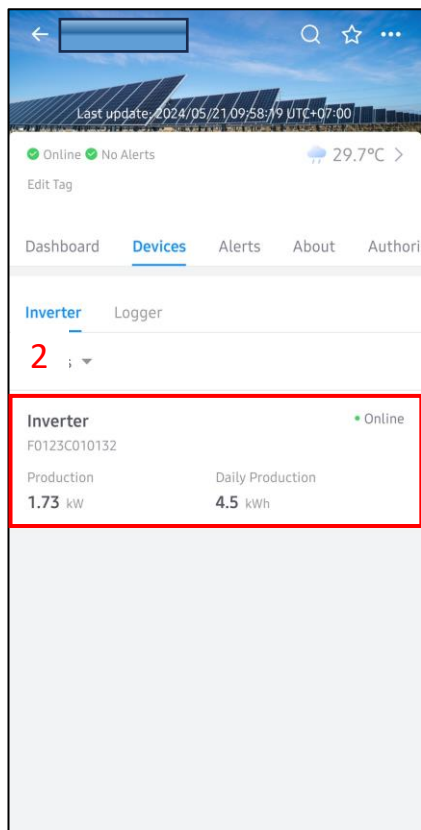 Last update: 2024/05/21 09:58:19 UTC+07:00
Online No Alerts 29.7°C
Edit Tag
Dashboard Devices Alerts About Authori
Inverter Logger
2
Inverter Online
F0123C010132
Production Daily Production
1.73 kW 4.5 kWh